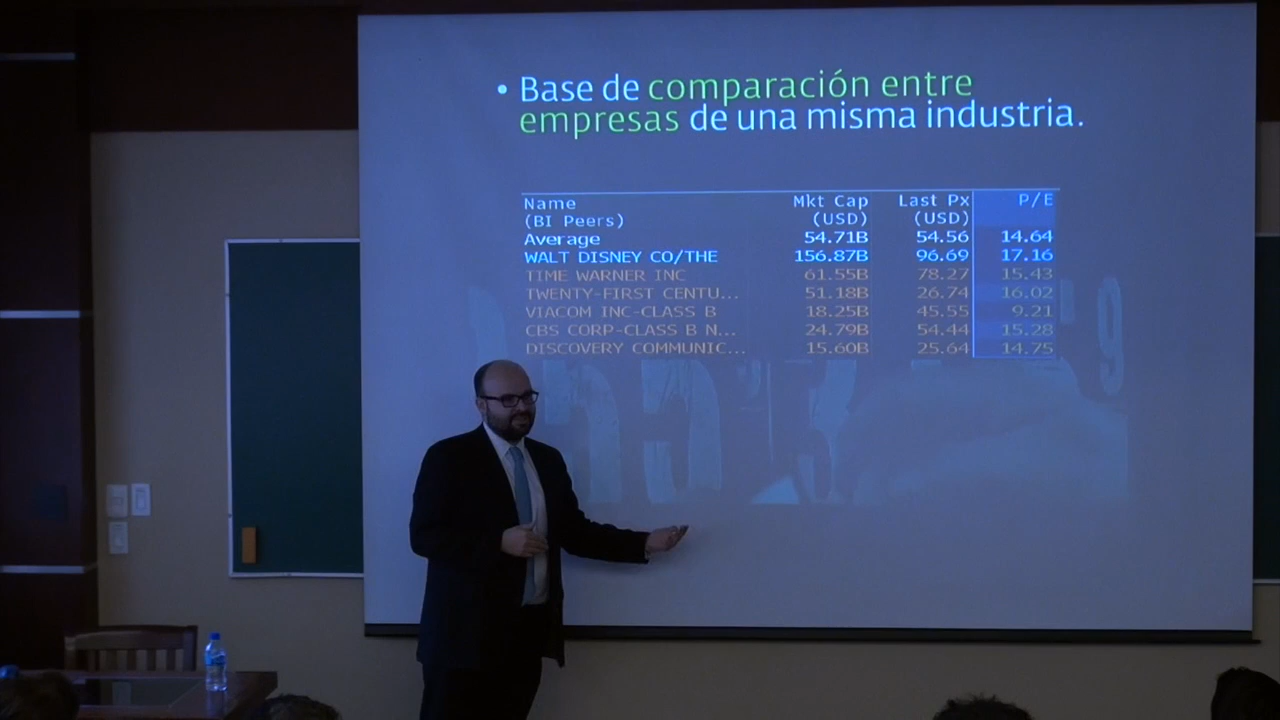 • Base de comparación entre
empresas de una misma industria.
Name Mkt Cap Last Px P/E
(BI Peers) (USD) (USD)
Average 54.71B 54.56 14.64
WALT DISNEY CO/THE 156.87B 96.69 17.16
TIME WARNER INC 61.55B 78.27 15.43
TWENTY-FIRST CENTU... 51.18B 26.74 16.02
VIACOM INC-CLASS B 18.25B 45.55 9.21
CBS CORP-CLASS B N... 24.79B 54.44 15.28
DISCOVERY COMMUNIC... 15.60B 25.64 14.75